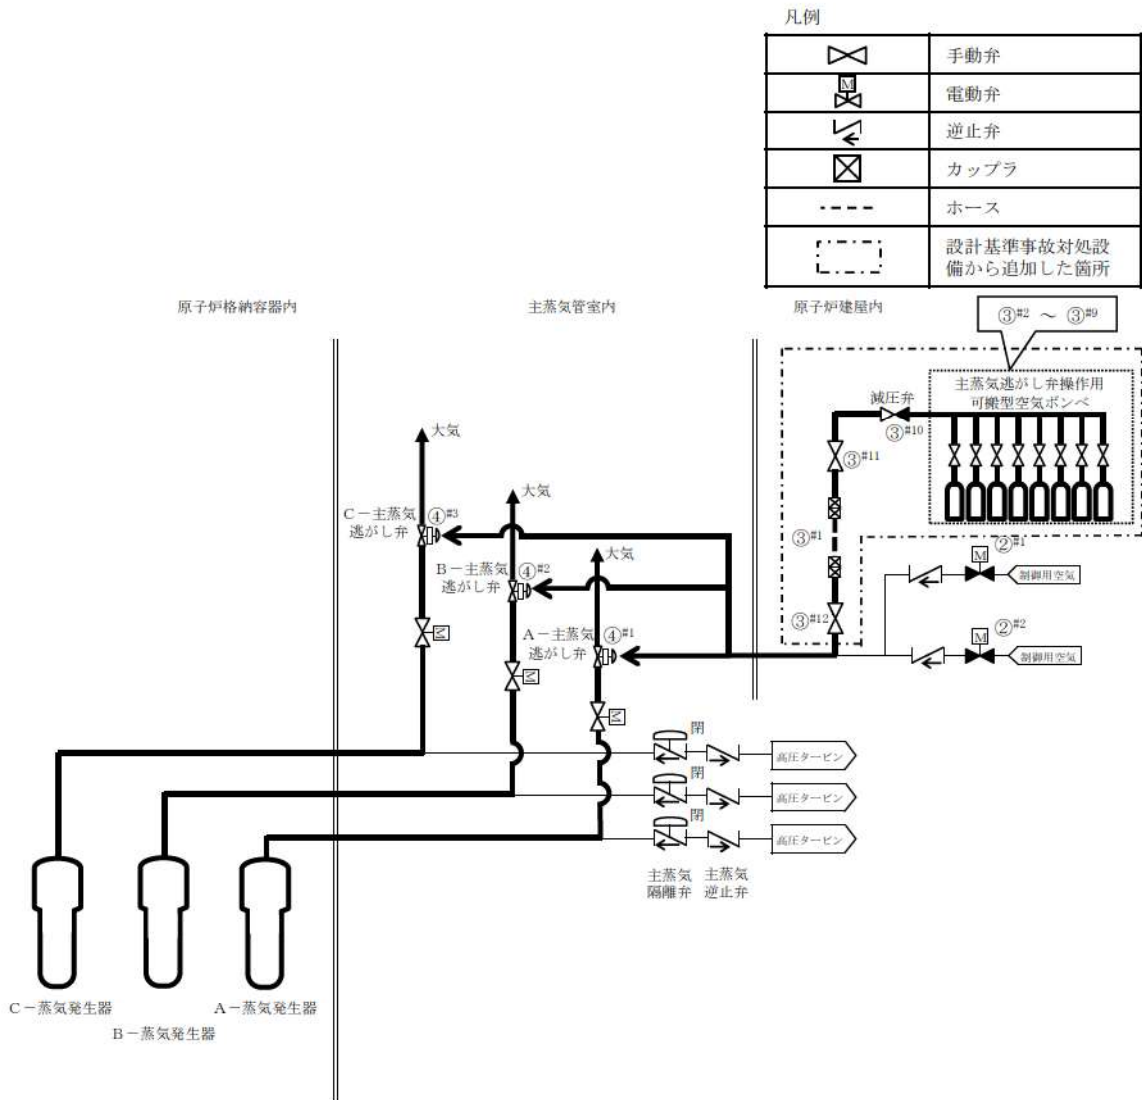 凡例
手動弁
M
電動弁
逆止弁
カップラ
ホース
設計基準事故対処設
備から追加した箇所
原子炉格納容器内
主蒸気管室内
原子炉建屋内
③#2 ～ ③#9
主蒸気逃がし弁操作用
可搬型空気ボンベ
減圧弁
③#10
③#11
③#1
③#12
②#1
M
制御用空気
②#2
M
制御用空気
大気
C－主蒸気
逃がし弁
④#3
M
大気
B－主蒸気
逃がし弁
④#2
M
大気
A－主蒸気
逃がし弁
④#1
M
閉
高圧タービン
閉
高圧タービン
閉
高圧タービン
主蒸気
隔離弁
主蒸気
逆止弁
C－蒸気発生器
B－蒸気発生器
A－蒸気発生器